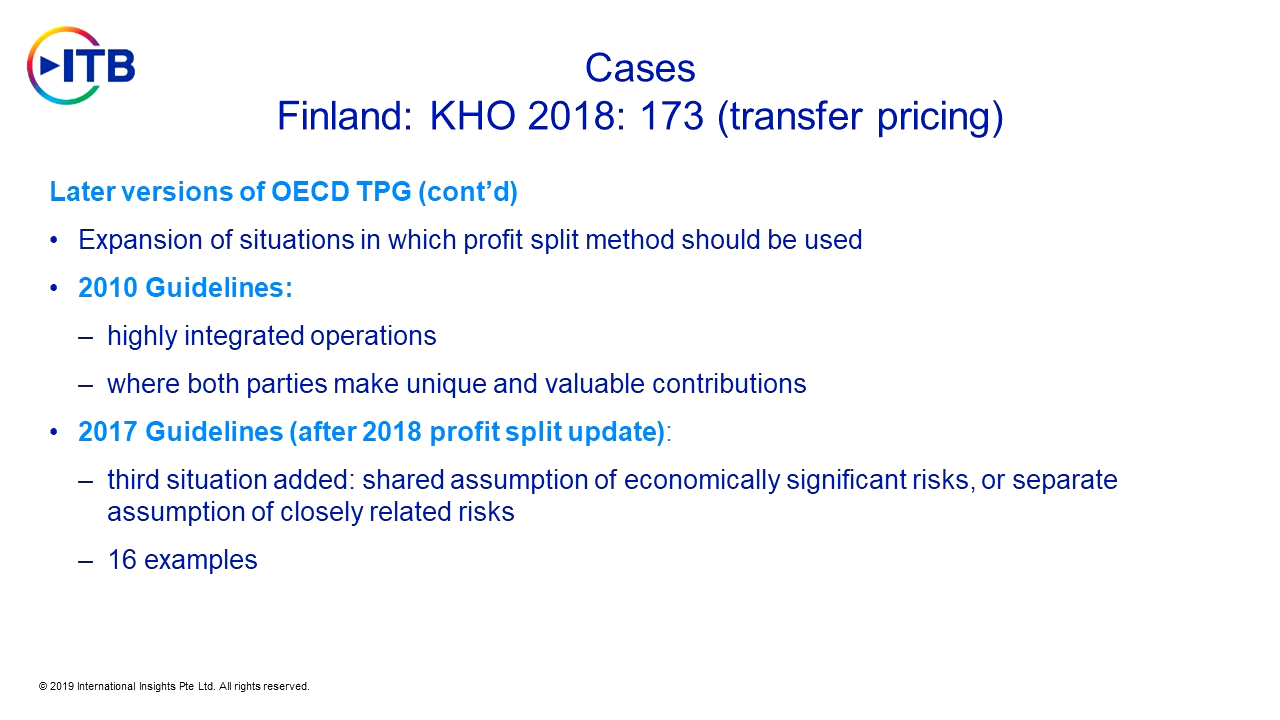 ITB
Cases
Finland: KHO 2018: 173 (transfer pricing)
Later versions of OECD TPG (cont’d)
• Expansion of situations in which profit split method should be used
• 2010 Guidelines:
– highly integrated operations
– where both parties make unique and valuable contributions
• 2017 Guidelines (after 2018 profit split update):
– third situation added: shared assumption of economically significant risks, or separate
assumption of closely related risks
– 16 examples
© 2019 International Insights Pte Ltd. All rights reserved.